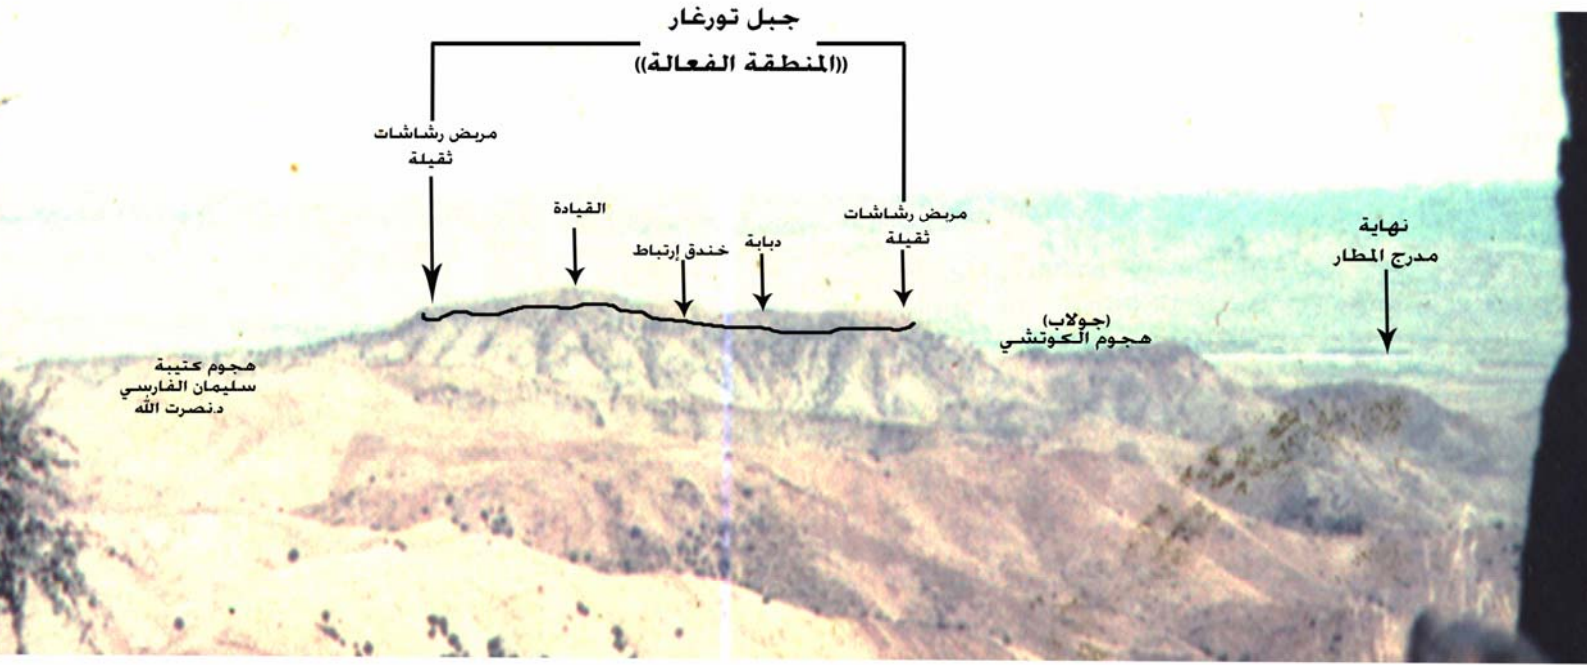 جبل تورغار
((المنطقة الفعالة))
مربض رشاشات
ثقيلة
القيادة
خندق إرتباط
دبابة
مربض رشاشات
ثقيلة
نهاية
مدرج المطار
(جولاب)
هجوم الكوتشي
هجوم كتيبة
سليمان الفارسي
د.نصرت الله